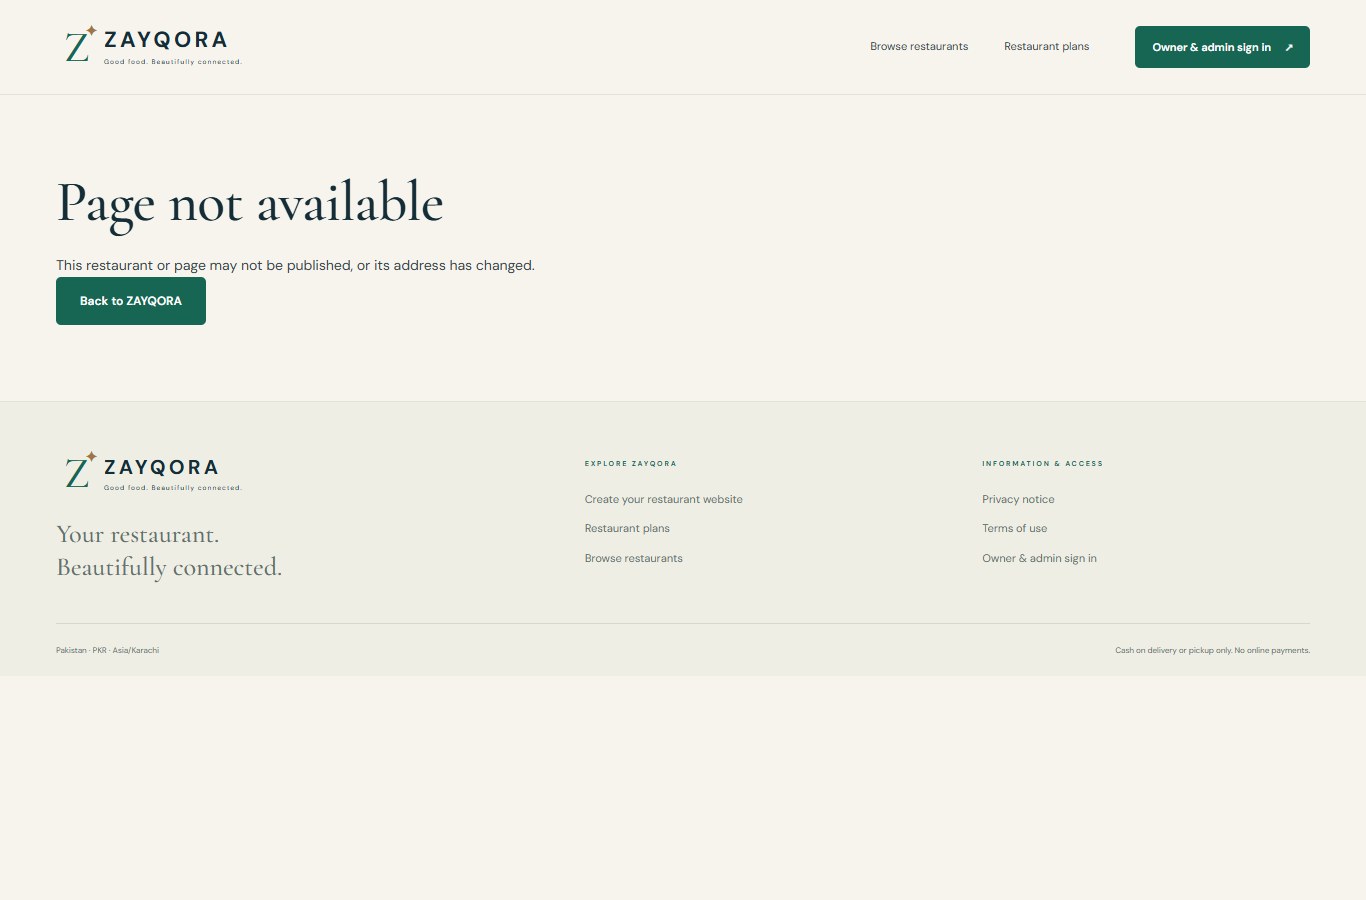 ZAYQORA
Good food. Beautifully connected.
Browse restaurants
Restaurant plans
Owner & admin sign in ↗
Page not available
This restaurant or page may not be published, or its address has changed.
Back to ZAYQORA
ZAYQORA
Good food. Beautifully connected.
Your restaurant.
Beautifully connected.
EXPLORE ZAYQORA
Create your restaurant website
Restaurant plans
Browse restaurants
INFORMATION & ACCESS
Privacy notice
Terms of use
Owner & admin sign in
Pakistan · PKR · Asia/Karachi
Cash on delivery or pickup only. No online payments.